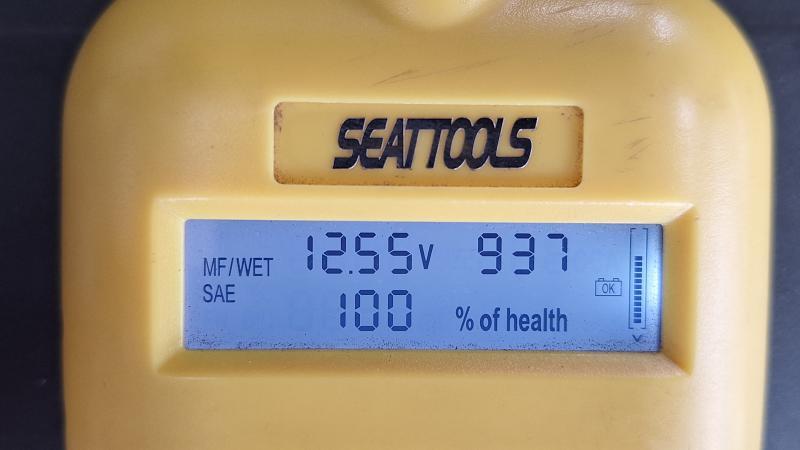 SEATTOOLS
MF/WET 12.55V 937
SAE
OK
100 % of health
V